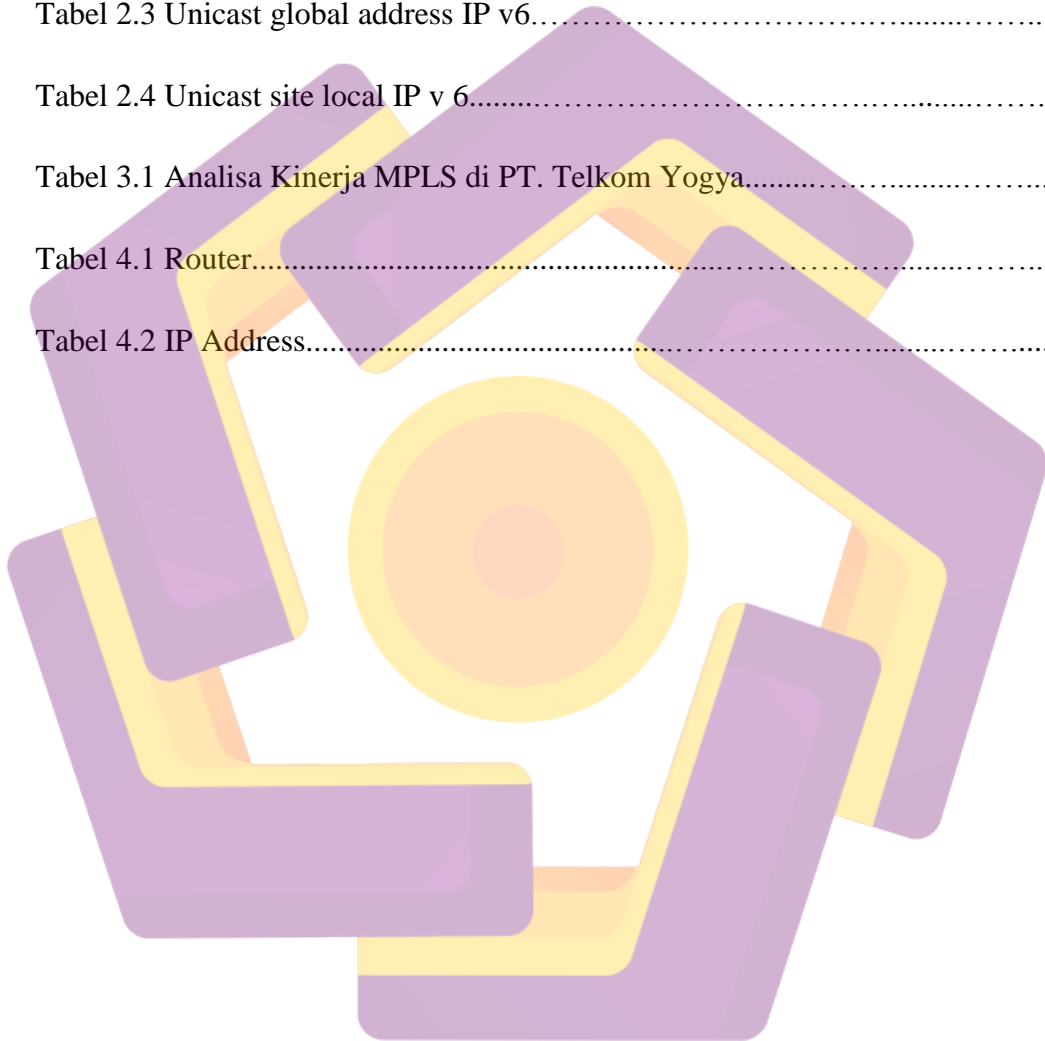 Tabel 2.3 Unicast global address IP v6…………………………………........……..
Tabel 2.4 Unicast site local IP v 6........………………………….…........……..
Tabel 3.1 Analisa Kinerja MPLS di PT. Telkom Yogya.........……........……...
Tabel 4.1 Router............................................................……………........……..
Tabel 4.2 IP Address.............................................……………….......……....